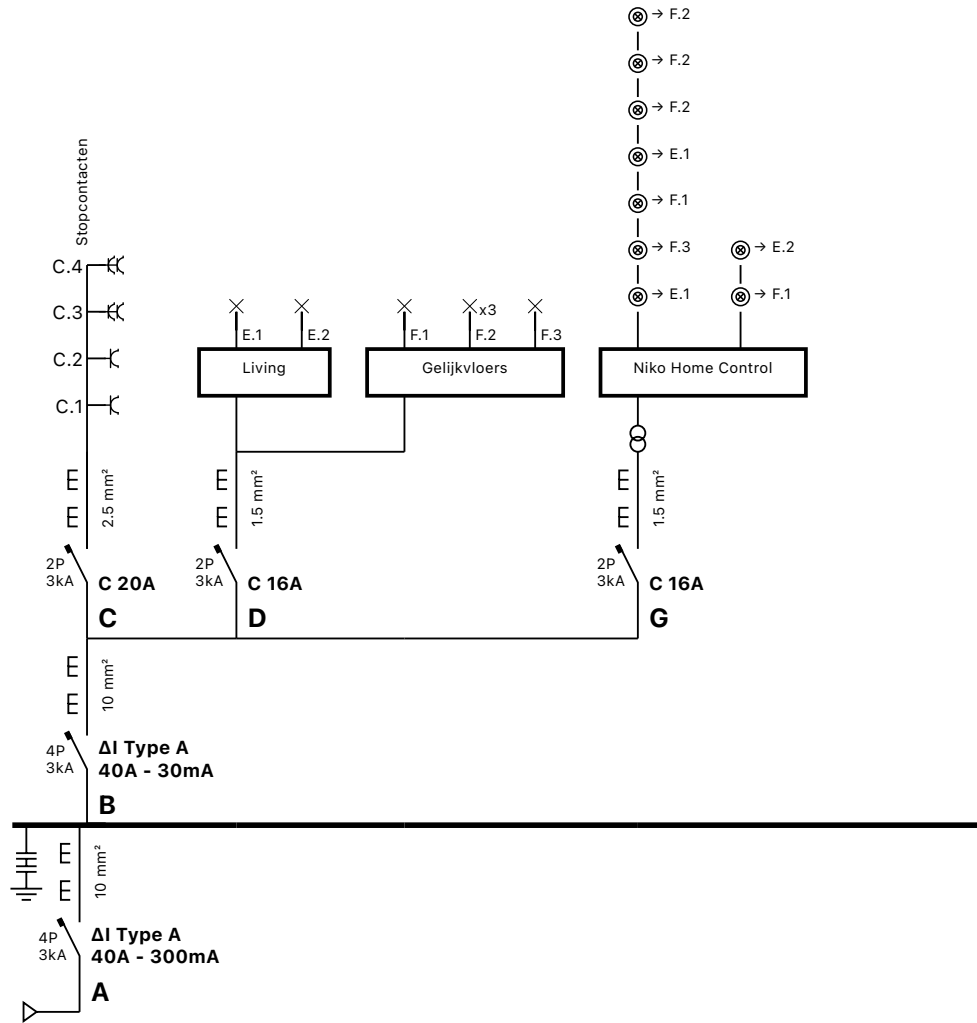 → F.2
→ F.2
→ F.2
→ E.1
→ F.1
→ F.3
→ E.1
→ E.2
→ F.1
Stopcontacten
C.4
C.3
C.2
C.1
E.1
E.2
F.1
x3
F.2
F.3
Living
Gelijkvloers
Niko Home Control
2.5 mm²
1.5 mm²
1.5 mm²
2P
3kA
C 20A
C
2P
3kA
C 16A
D
2P
3kA
C 16A
G
10 mm²
4P
3kA
ΔI Type A
40A - 30mA
B
10 mm²
4P
3kA
ΔI Type A
40A - 300mA
A